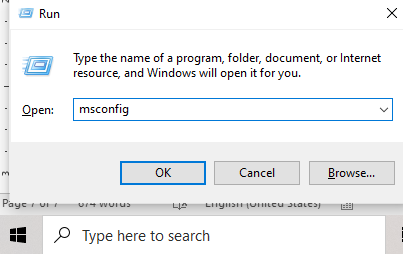 Run
Type the name of a program, folder, document, or Internet
resource, and Windows will open it for you.
Open: msconfig
OK Cancel Browse...
Page 7 of 7 674 words English (United States)
Type here to search